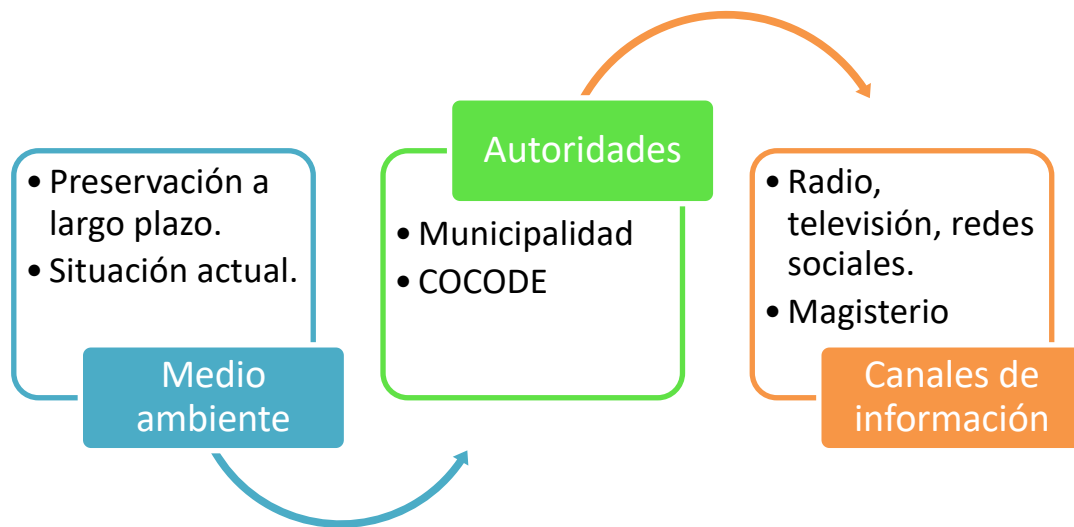 • Preservación a
largo plazo.
• Situación actual.
Medio
ambiente
Autoridades
• Municipalidad
• COCODE
• Radio,
televisión, redes
sociales.
• Magisterio
Canales de
información